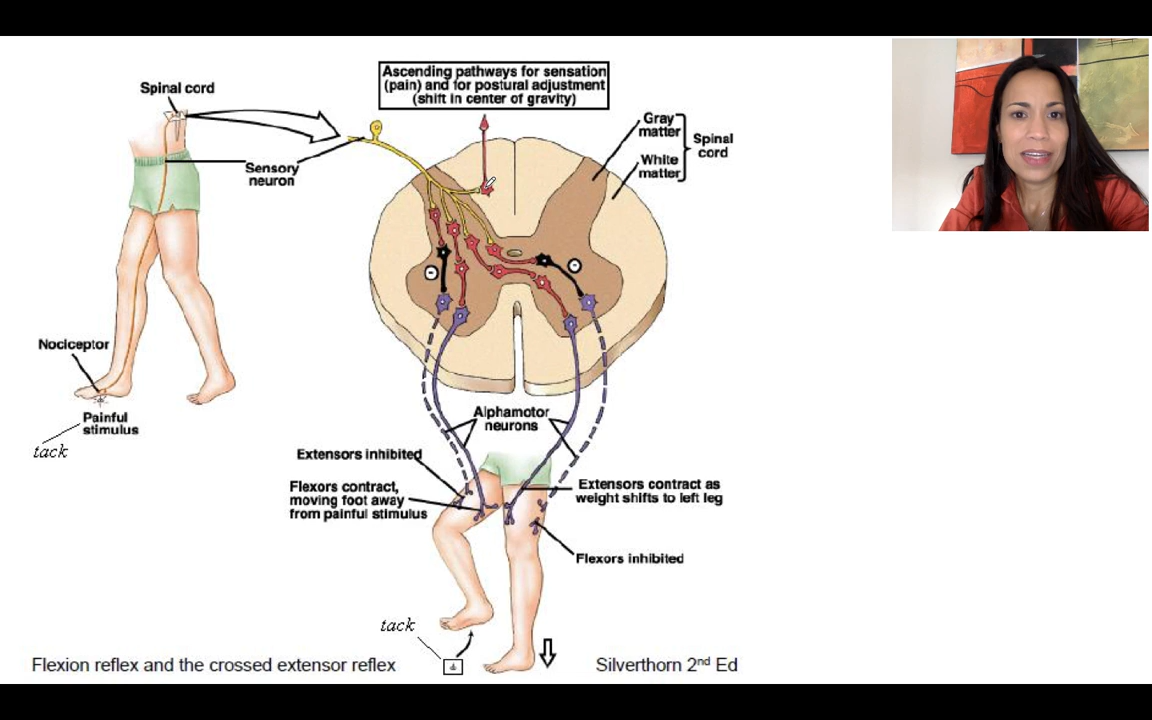 Spinal cord
Ascending pathways for sensation
(pain) and for postural adjustment
(shift in center of gravity)
Gray
matter
White
matter
Spinal
cord
Sensory
neuron
Nociceptor
Painful
stimulus
tack
Alphamotor
neurons
Extensors inhibited
Flexors contract,
moving foot away
from painful stimulus
Extensors contract as
weight shifts to left leg
Flexors inhibited
tack
Flexion reflex and the crossed extensor reflex
Silverthorn 2nd Ed